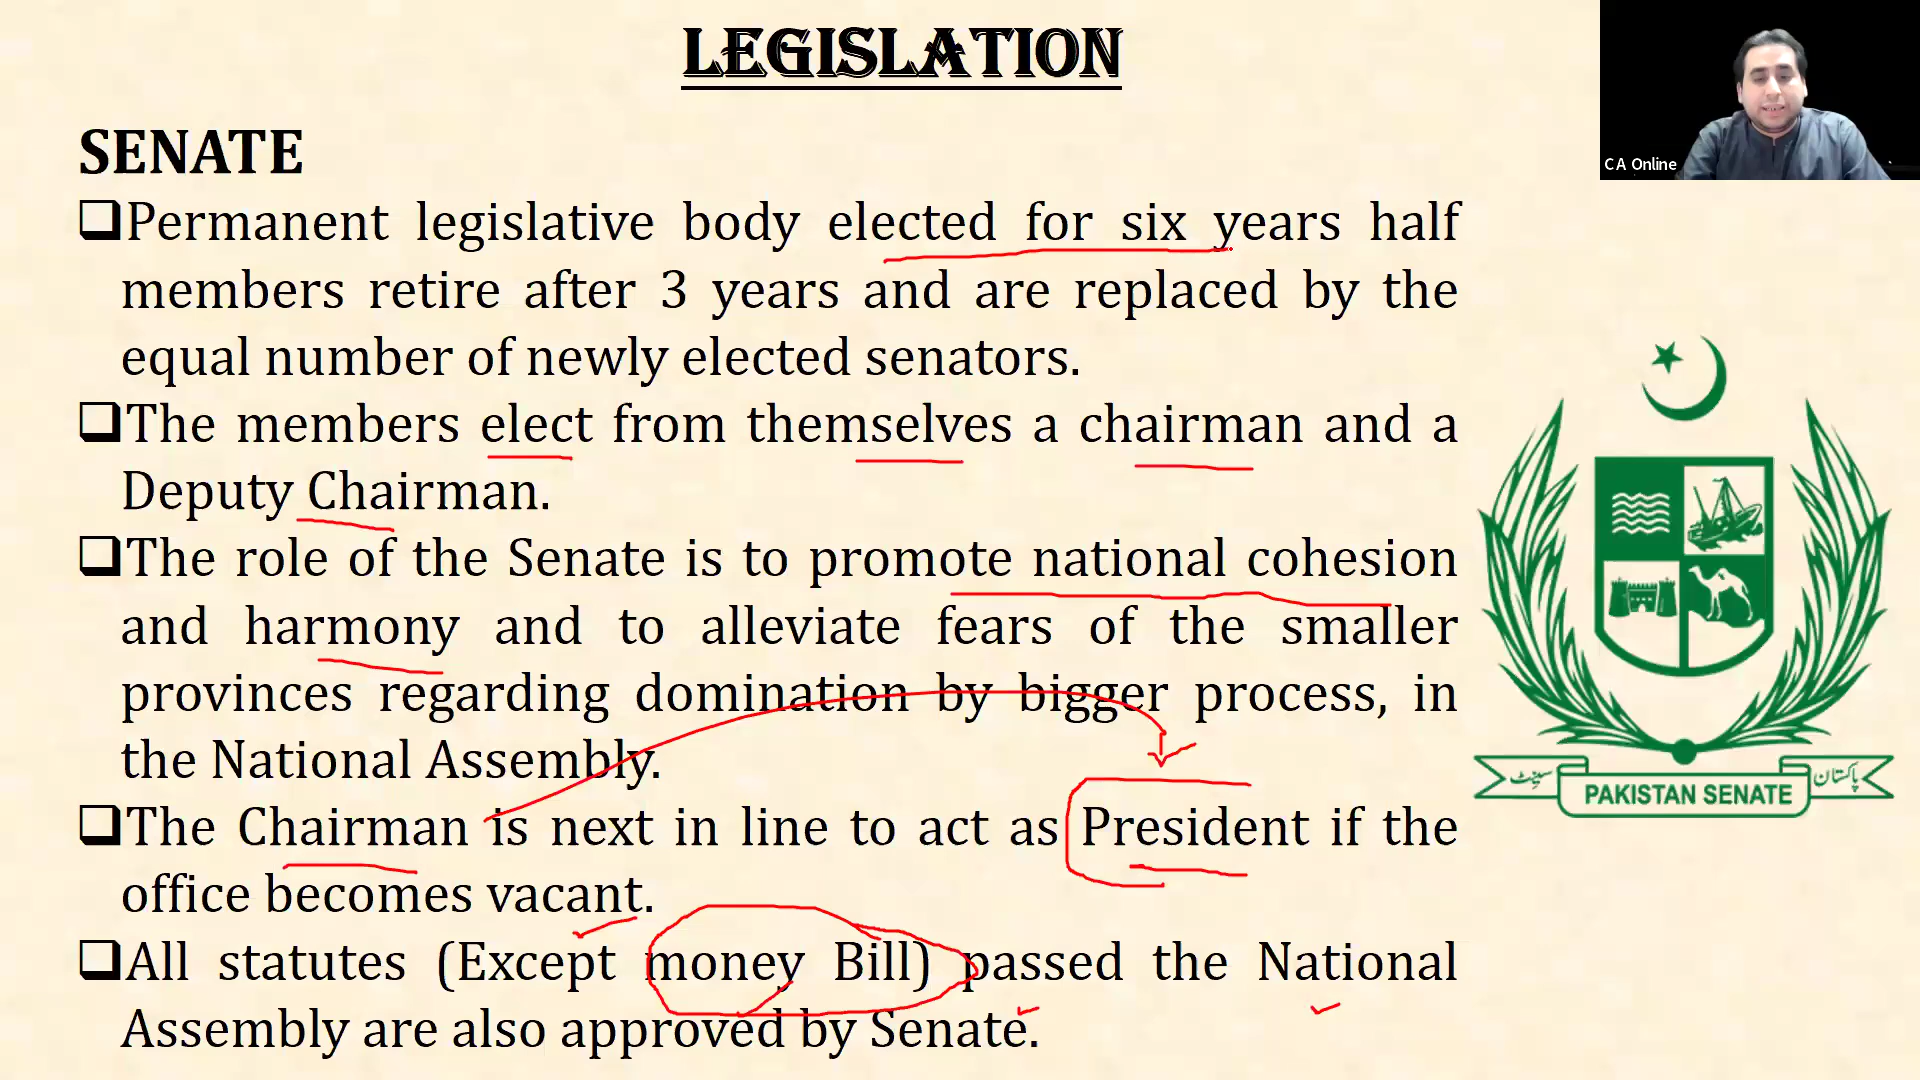 LEGISLATION
C A Online
SENATE
❑Permanent legislative body elected for six years half
members retire after 3 years and are replaced by the
equal number of newly elected senators.
❑The members elect from themselves a chairman and a
Deputy Chairman.
❑The role of the Senate is to promote national cohesion
and harmony and to alleviate fears of the smaller
provinces regarding domination by bigger process, in
the National Assembly.
❑The Chairman is next in line to act as President if the
office becomes vacant.
❑All statutes (Except money Bill) passed the National
Assembly are also approved by Senate.
سینٹ
پاکستان
PAKISTAN SENATE